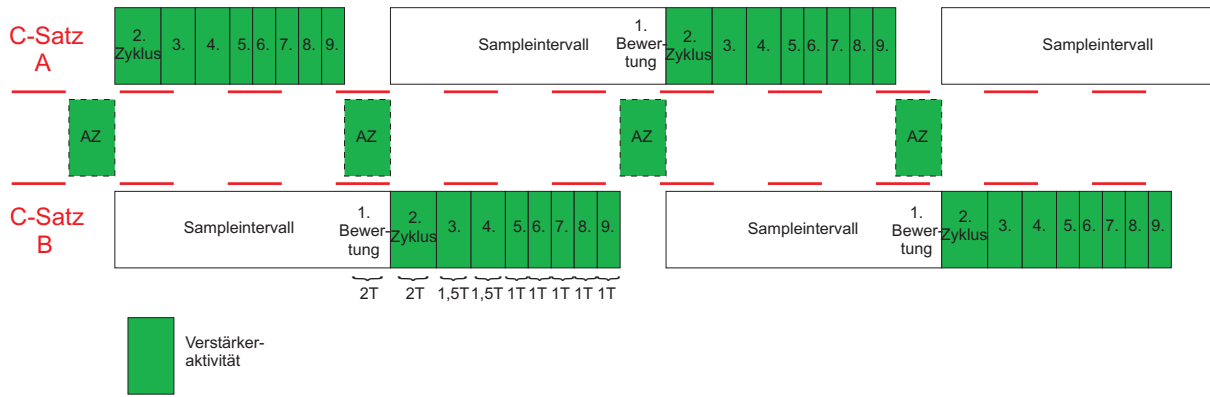 C-Satz
A
2.
Zyklus
3.
4.
5.
6.
7.
8.
9.
Sampleintervall
1.
Bewer-
tung
2.
Zyklus
3.
4.
5.
6.
7.
8.
9.
Sampleintervall
AZ
AZ
AZ
AZ
C-Satz
B
Sampleintervall
1.
Bewer-
tung
2.
Zyklus
3.
4.
5.
6.
7.
8.
9.
Sampleintervall
1.
Bewer-
tung
2.
Zyklus
3.
4.
5.
6.
7.
8.
9.
2T
2T
1,5T
1,5T
1T
1T
1T
1T
1T
Verstärker-
aktivität